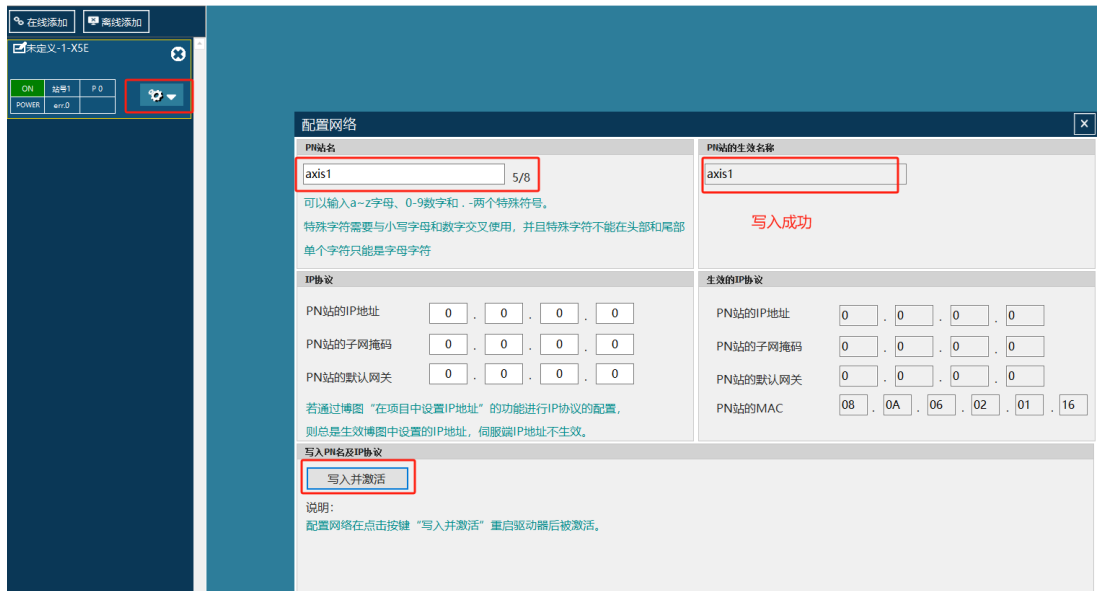 在线添加 离线添加
未定义-1-X5E
ON 站号1 P 0
POWER err.0
配置网络
PN站名
axis1 5/8
可以输入a~z字母、0-9数字和 . -两个特殊符号。
特殊字符需要与小写字母和数字交叉使用，并且特殊字符不能在头部和尾部
单个字符只能是字母字符
PN站的生效名称
axis1
写入成功
IP协议
PN站的IP地址 0 . 0 . 0 . 0
PN站的子网掩码 0 . 0 . 0 . 0
PN站的默认网关 0 . 0 . 0 . 0
若通过博图“在项目中设置IP地址”的功能进行IP协议的配置，
则总是生效博图中设置的IP地址，伺服端IP地址不生效。
生效的IP协议
PN站的IP地址 0 . 0 . 0 . 0
PN站的子网掩码 0 . 0 . 0 . 0
PN站的默认网关 0 . 0 . 0 . 0
PN站的MAC 08 . 0A . 06 . 02 . 01 . 16
写入PN名及IP协议
写入并激活
说明：
配置网络在点击按键“写入并激活”重启驱动器后被激活。